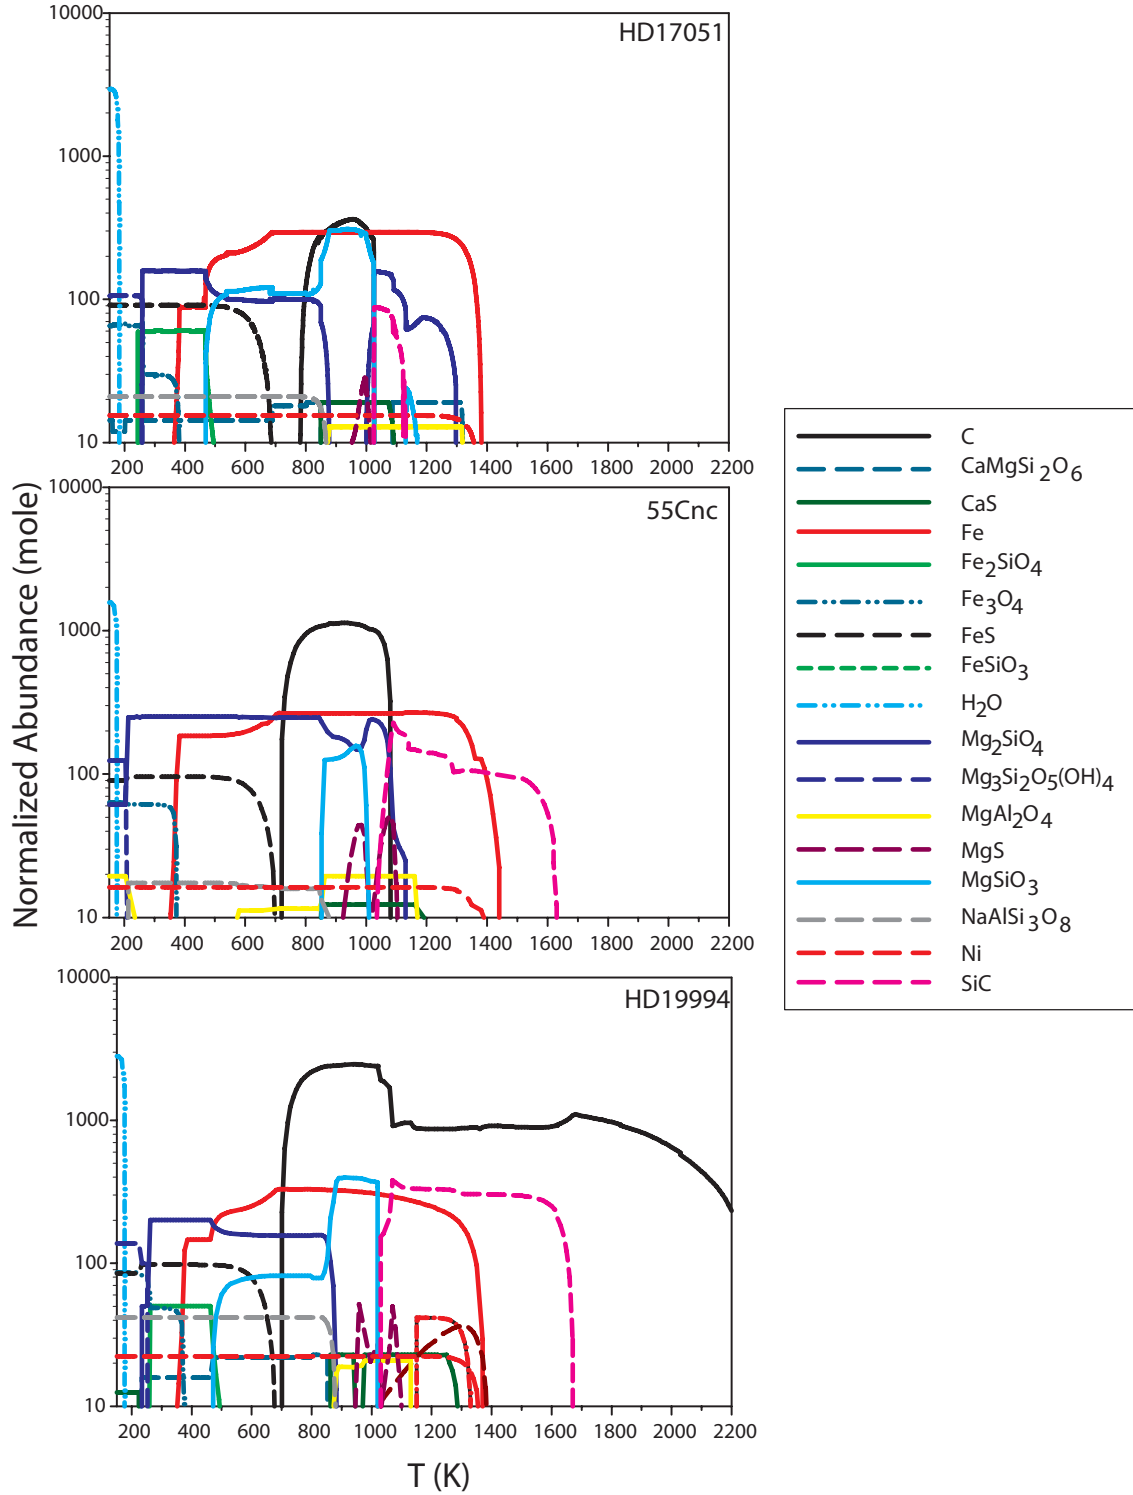 10000
HD17051
1000
100
10
200 400 600 800 1000 1200 1400 1600 1800 2000 2200
10000
55Cnc
1000
100
10
200 400 600 800 1000 1200 1400 1600 1800 2000 2200
10000
HD19994
1000
100
10
200 400 600 800 1000 1200 1400 1600 1800 2000 2200
Normalized Abundance (mole)
T (K)
C
CaMgSi2O6
CaS
Fe
Fe2SiO4
Fe3O4
FeS
FeSiO3
H2O
Mg2SiO4
Mg3Si2O5(OH)4
MgAl2O4
MgS
MgSiO3
NaAlSi3O8
Ni
SiC